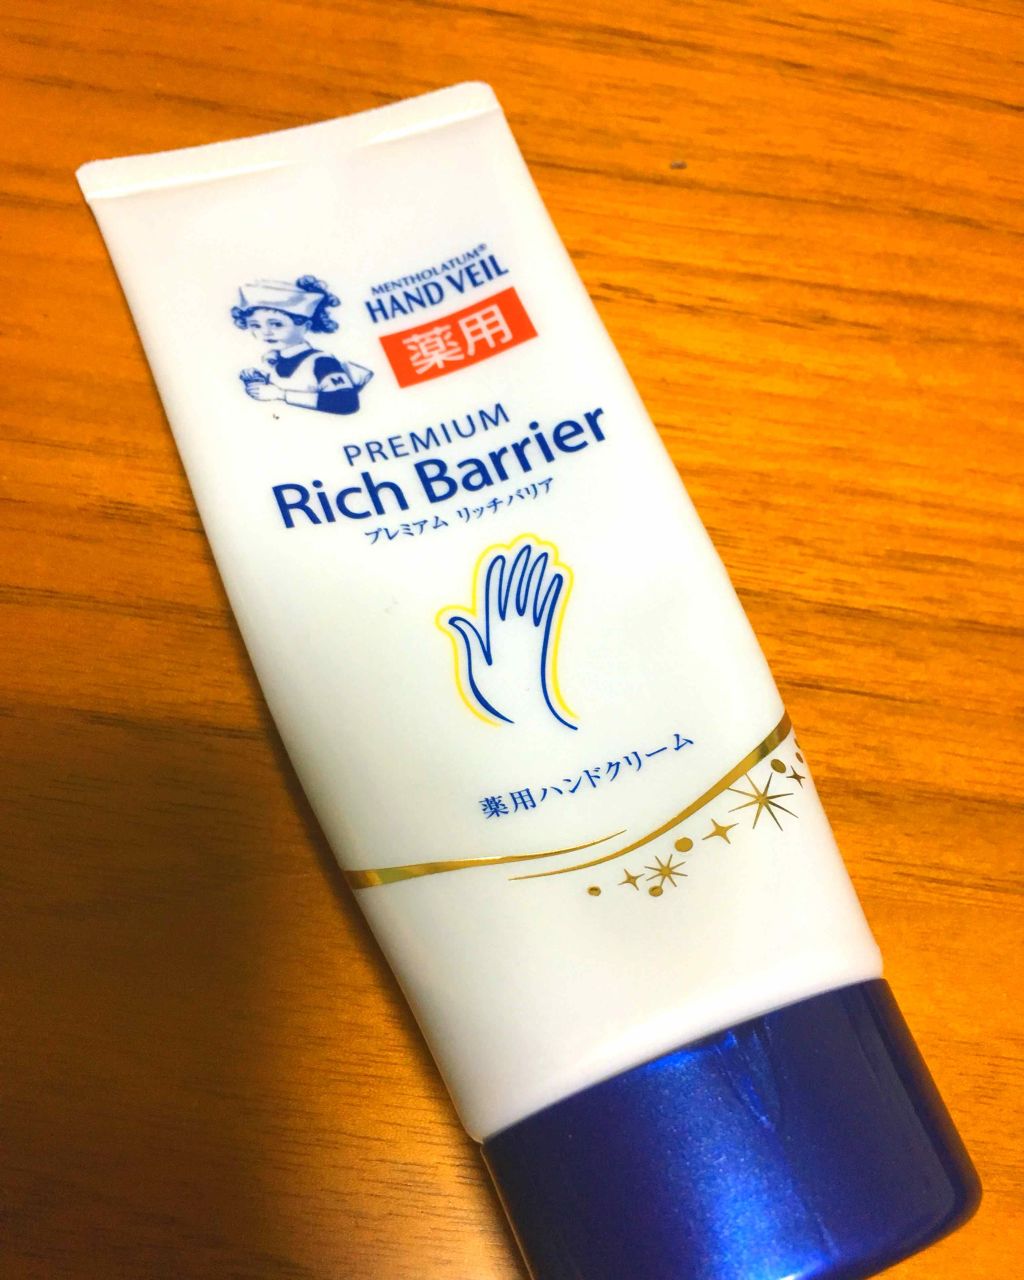 MENTHOLATUM®
HAND VEIL
薬用
M
PREMIUM
Rich Barrier
プレミアム リッチバリア
薬用ハンドクリーム